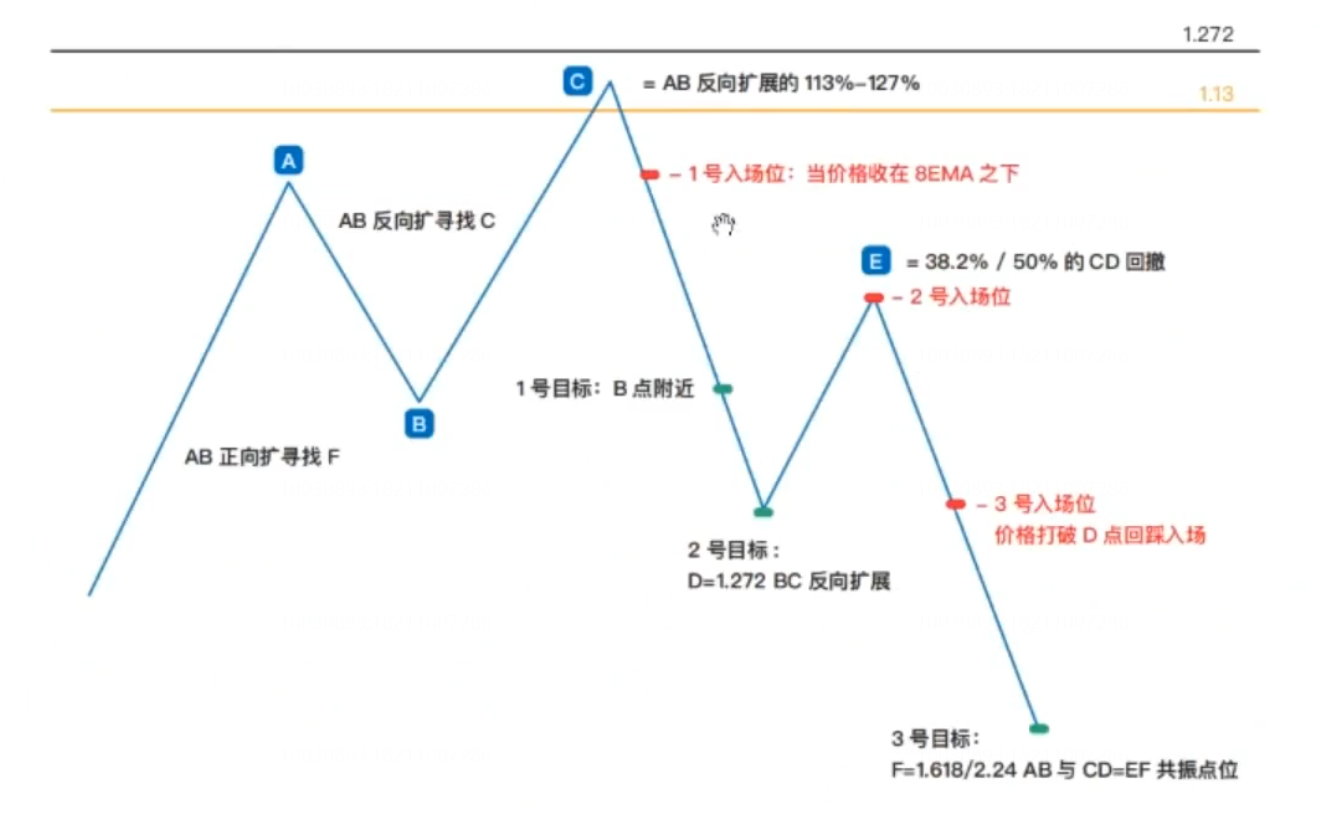 1.272
C
= AB 反向扩展的 113%–127%
1.13
A
– 1号入场位：当价格收在 8EMA 之下
AB 反向扩寻找 C
E
= 38.2% / 50% 的 CD 回撤
– 2 号入场位
1 号目标：B 点附近
B
AB 正向扩寻找 F
– 3 号入场位
价格打破 D 点回踩入场
2 号目标：
D=1.272 BC 反向扩展
3 号目标：
F=1.618/2.24 AB 与 CD=EF 共振点位